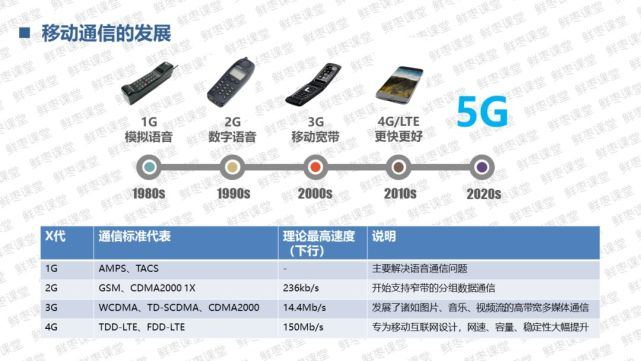 移动通信的发展
1G
模拟语音
2G
数字语音
3G
移动宽带
4G/LTE
更快更好
5G
1980s
1990s
2000s
2010s
2020s
X代 通信标准代表 理论最高速度（下行） 说明
1G AMPS、TACS - 主要解决语音通信问题
2G GSM、CDMA2000 1X 236kb/s 开始支持窄带的分组数据通信
3G WCDMA、TD-SCDMA、CDMA2000 14.4Mb/s 发展了诸如图片、音乐、视频流的高带宽多媒体通信
4G TDD-LTE、FDD-LTE 150Mb/s 专为移动互联网设计，网速、容量、稳定性大幅提升
鲜枣课堂